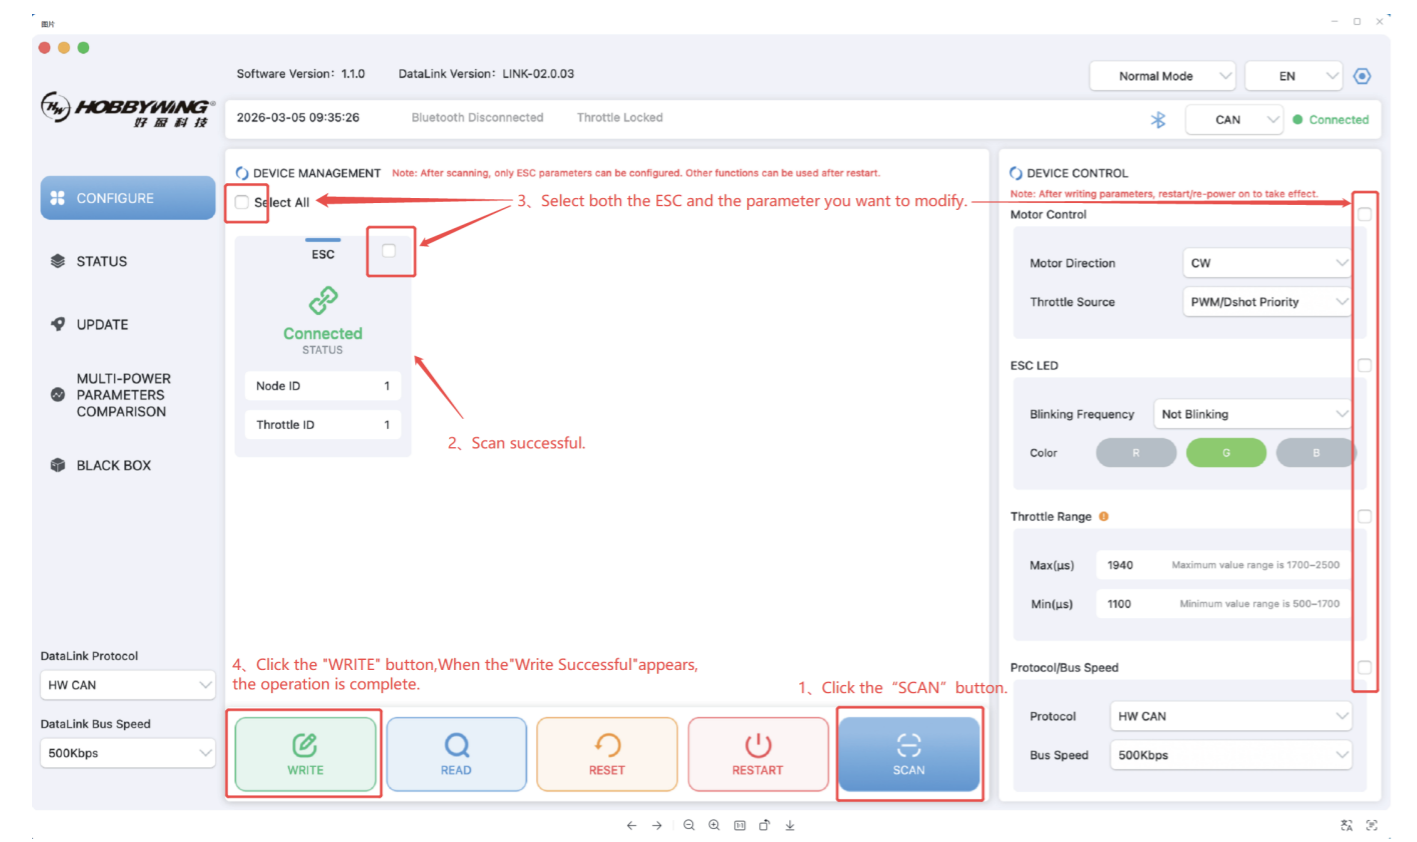 图片
Software Version: 1.1.0 DataLink Version: LINK-02.0.03
Normal Mode EN
HOBBYWING®
好盈科技
2026-03-05 09:35:26 Bluetooth Disconnected Throttle Locked
CAN Connected
CONFIGURE
STATUS
UPDATE
MULTI-POWER
PARAMETERS
COMPARISON
BLACK BOX
DataLink Protocol
HW CAN
DataLink Bus Speed
500Kbps
DEVICE MANAGEMENT Note: After scanning, only ESC parameters can be configured. Other functions can be used after restart.
Select All
3、Select both the ESC and the parameter you want to modify.
ESC
Connected
STATUS
Node ID 1
Throttle ID 1
2、Scan successful.
4、Click the "WRITE" button,When the"Write Successful"appears,
the operation is complete.
1、Click the “SCAN” button.
WRITE
READ
RESET
RESTART
SCAN
DEVICE CONTROL
Note: After writing parameters, restart/re-power on to take effect.
Motor Control
Motor Direction CW
Throttle Source PWM/Dshot Priority
ESC LED
Blinking Frequency Not Blinking
Color R G B
Throttle Range
Max(μs) 1940 Maximum value range is 1700–2500
Min(μs) 1100 Minimum value range is 500–1700
Protocol/Bus Speed
Protocol HW CAN
Bus Speed 500Kbps